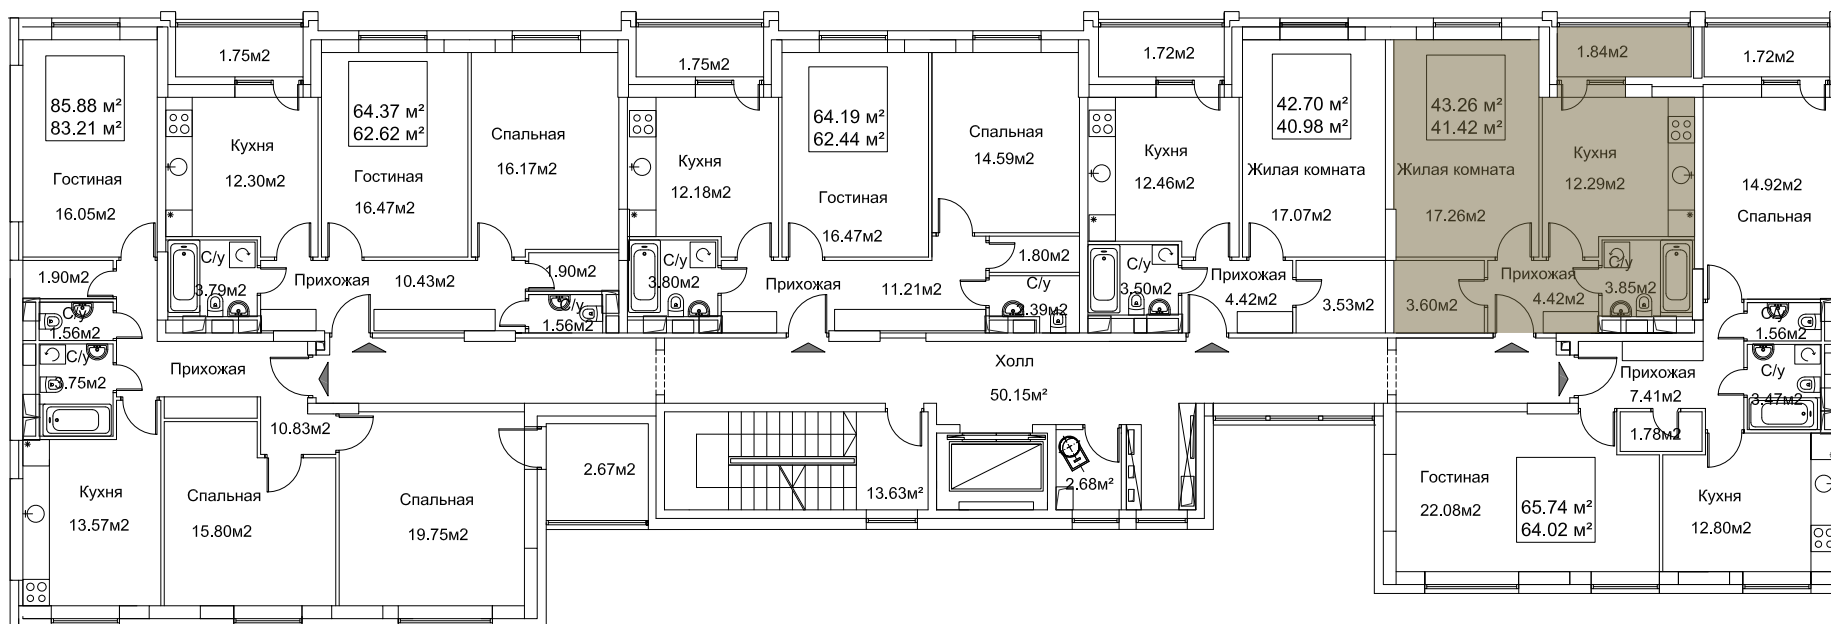 1.75м2
1.75м2
1.72м2
1.84м2
1.72м2
85.88 м²
83.21 м²
Гостиная
16.05м2
Кухня
12.30м2
64.37 м²
62.62 м²
Гостиная
16.47м2
Спальная
16.17м2
Кухня
12.18м2
64.19 м²
62.44 м²
Гостиная
16.47м2
Спальная
14.59м2
Кухня
12.46м2
42.70 м²
40.98 м²
Жилая комната
17.07м2
43.26 м²
41.42 м²
Жилая комната
17.26м2
Кухня
12.29м2
14.92м2
Спальная
1.90м2
С/у
3.79м2
Прихожая
10.43м2
1.90м2
С/у
3.80м2
Прихожая
11.21м2
1.80м2
С/у
С/у
3.50м2
Прихожая
4.42м2
3.53м2
3.60м2
Прихожая
4.42м2
С/у
3.85м2
1.56м2
1.56м2
1.56м2
С/у
Прихожая
Холл
50.15м²
Прихожая
7.41м2
С/у
3.47м2
10.83м2
1.78м2
2.67м2
13.63м²
2.68м²
Кухня
13.57м2
Спальная
15.80м2
Спальная
19.75м2
Гостиная
22.08м2
65.74 м²
64.02 м²
Кухня
12.80м2